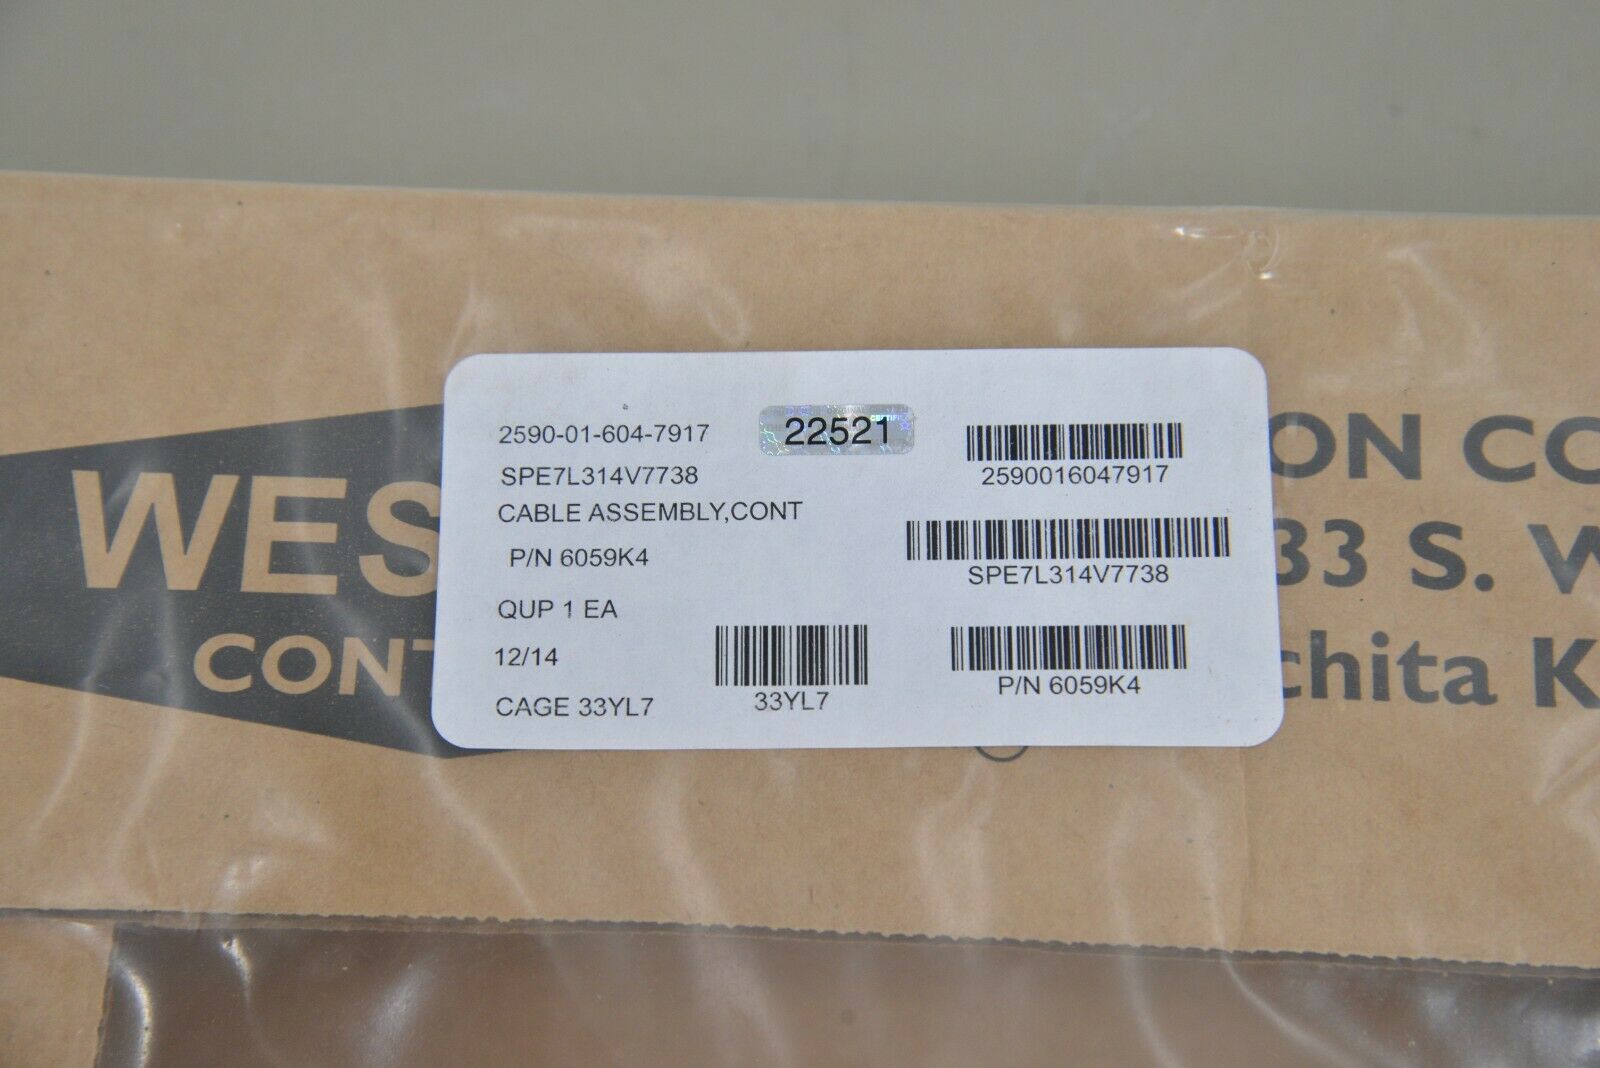 2590-01-604-7917
22521
2590016047917
SPE7L314V7738
CABLE ASSEMBLY,CONT
SPE7L314V7738
P/N 6059K4
QUP 1 EA
12/14
33YL7
P/N 6059K4
CAGE 33YL7
WES
CONT
ON CO
33 S. W
chita K